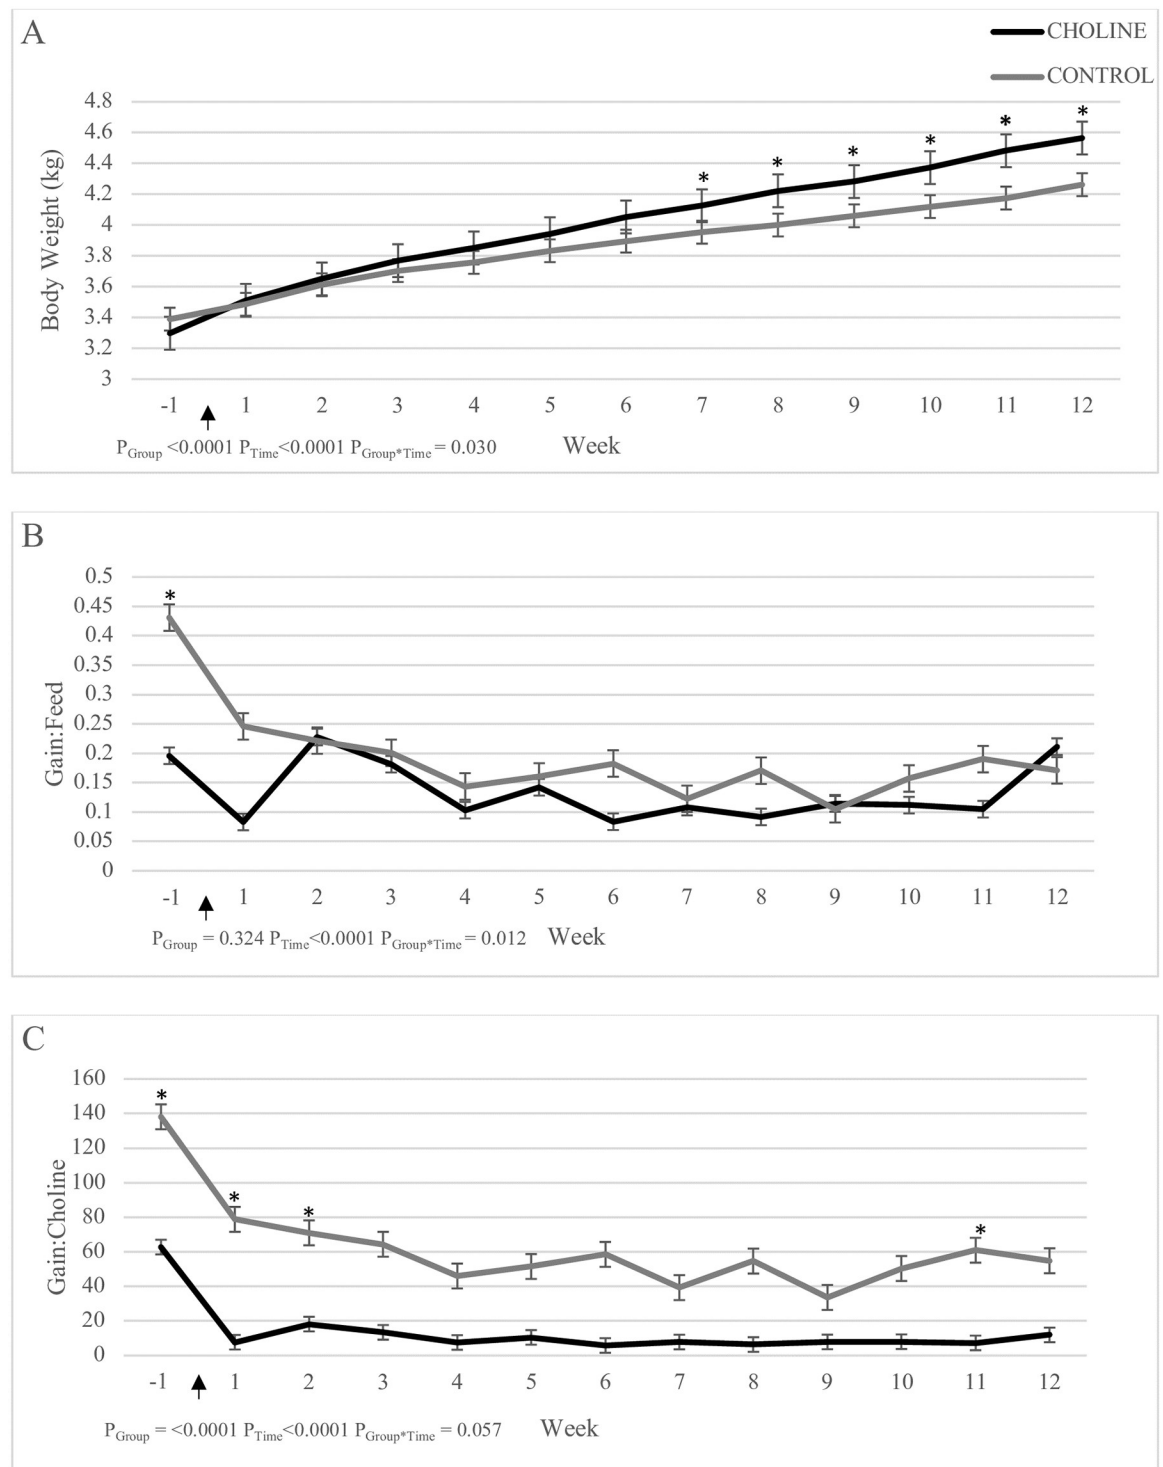 A
CHOLINE
CONTROL
4.8
4.6
4.4
4.2
4
3.8
3.6
3.4
3.2
3
Body Weight (kg)
* * * * * *
-1 1 2 3 4 5 6 7 8 9 10 11 12
PGroup <0.0001 PTime<0.0001 PGroup*Time = 0.030 Week
B
0.5
0.45
0.4
0.35
0.3
0.25
0.2
0.15
0.1
0.05
0
Gain:Feed
*
-1 1 2 3 4 5 6 7 8 9 10 11 12
PGroup = 0.324 PTime<0.0001 PGroup*Time = 0.012 Week
C
160
140
120
100
80
60
40
20
0
Gain:Choline
* * * *
-1 1 2 3 4 5 6 7 8 9 10 11 12
PGroup = <0.0001 PTime<0.0001 PGroup*Time = 0.057 Week